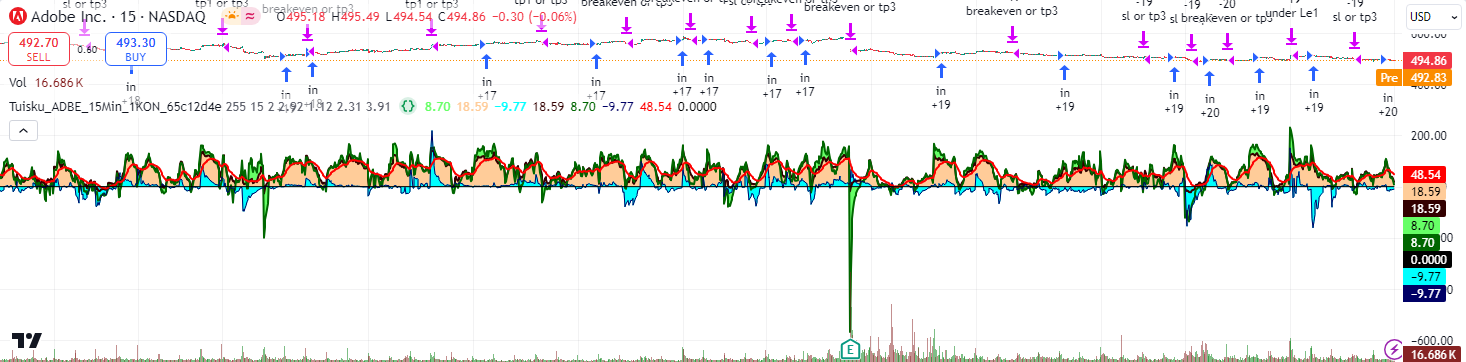 sl or tp3
tp1 or tp3
breakeven or tp3
tp1 or tp3
tp1 or tp3
breakeven or tp3
breakeven or tp3
-19
sl or tp3
-20
sl breakeven or tp3
under Le1
-19
sl or tp3
Adobe Inc. · 15 · NASDAQ
O495.18 H495.49 L494.54 C494.86 −0.30 (−0.06%)
USD
492.70
SELL
0.60
493.30
BUY
494.86
Pre 492.83
Vol 16.686 K
in
+18
in
+17
in
+17
in
+17
in
+17
in
+17
in
+17
in
+19
in
+19
in
+19
in
+20
in
+19
in
+19
in
+20
Tuisku_ADBE_15Min_1KON_65c12d4e 255 15 2 2.92 1.12 2.31 3.91 {} 8.70 18.59 −9.77 18.59 8.70 −9.77 48.54 0.0000
200.00
48.54
18.59
18.59
8.70
8.70
0.0000
−9.77
−9.77
−600.00
E
16.686 K